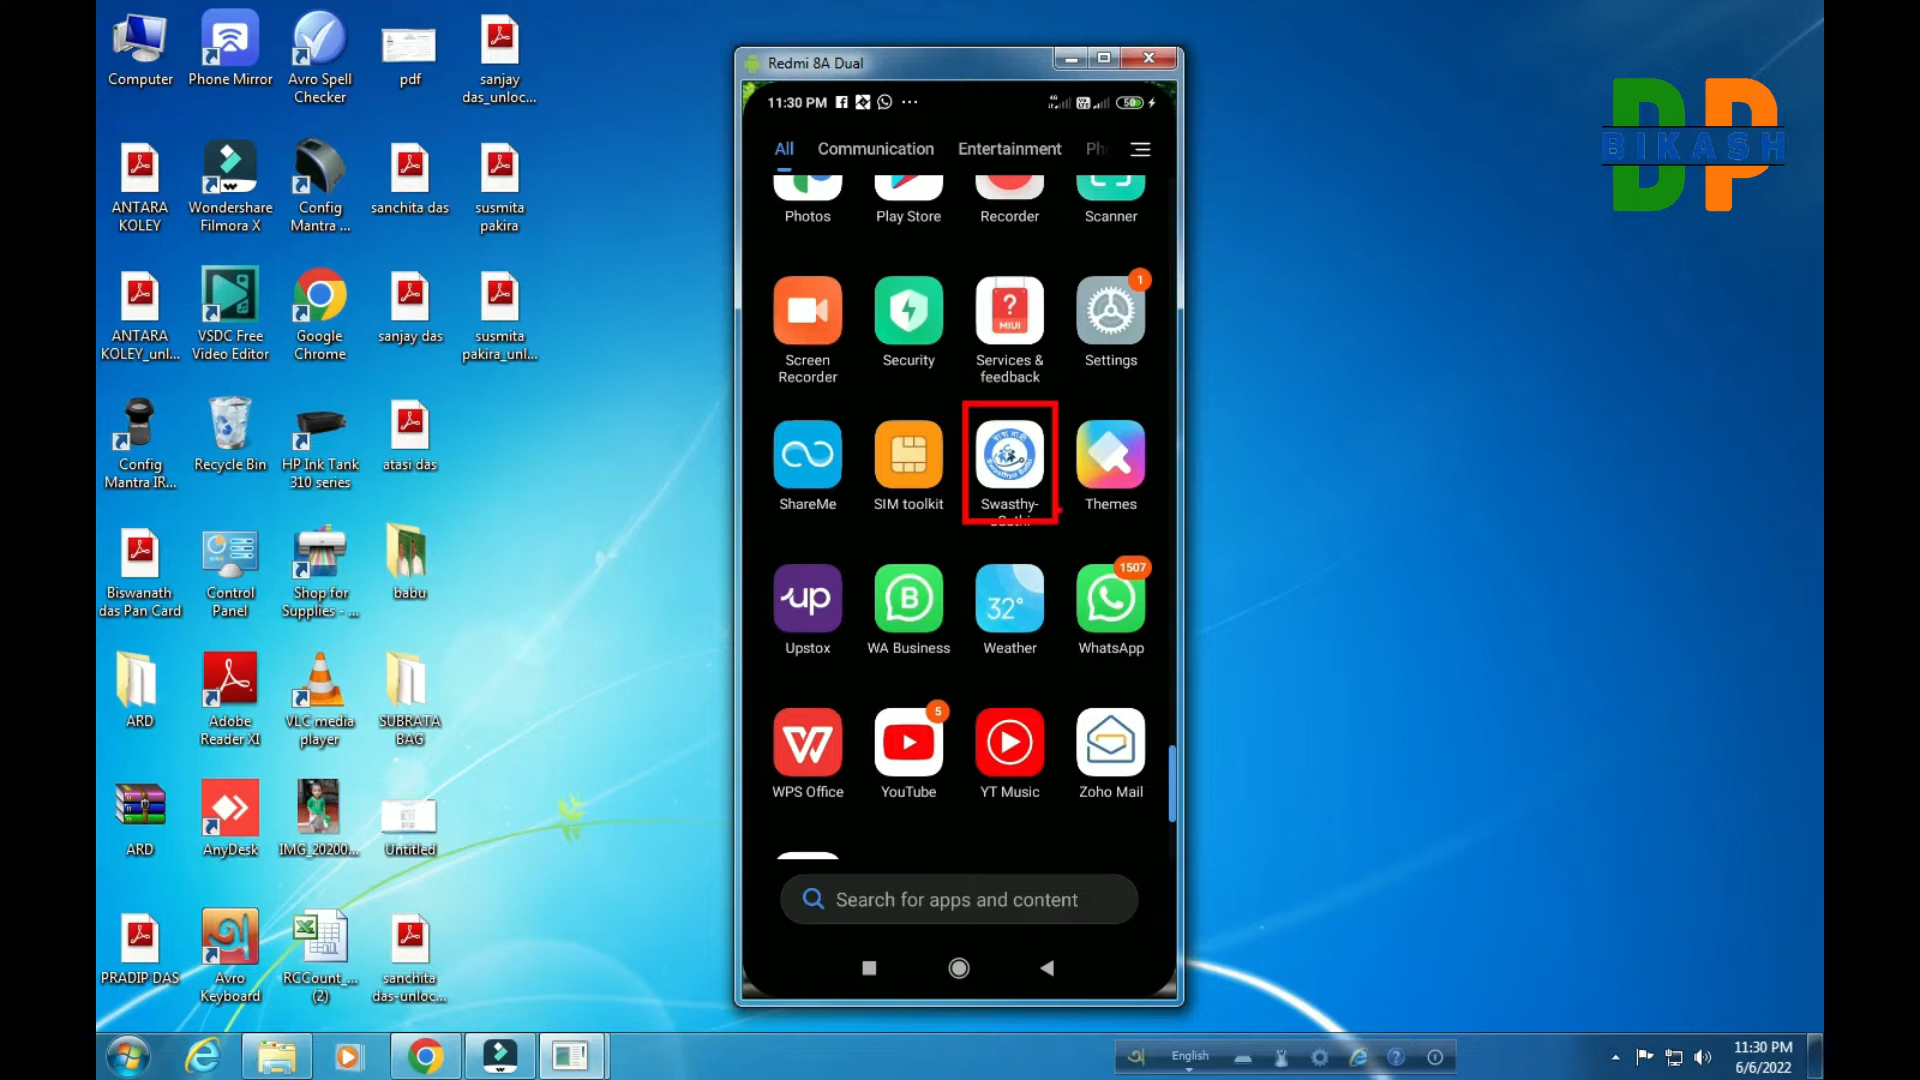 Computer
Phone Mirror
Avro Spell
Checker
pdf
sanjay
das_unloc...
ANTARA
KOLEY
Wondershare
Filmora X
Config
Mantra ...
sanchita das
susmita
pakira
ANTARA
KOLEY_unl...
VSDC Free
Video Editor
Google
Chrome
sanjay das
susmita
pakira_unl...
Config
Mantra IR...
Recycle Bin
HP Ink Tank
310 series
atasi das
Biswanath
das Pan Card
Control
Panel
Shop for
Supplies - ...
babu
ARD
Adobe
Reader XI
VLC media
player
SUBRATA
BAG
ARD
AnyDesk
IMG_20200...
Untitled
PRADIP DAS
Avro
Keyboard
RCCount_...
(2)
sanchita
das-unloc...
Redmi 8A Dual
11:30 PM
50
All Communication Entertainment
Photos Play Store Recorder Scanner
MIUI
1
Screen
Recorder
Security
Services &
feedback
Settings
ShareMe SIM toolkit Swasthy- Themes
up
B
32°
1507
Upstox WA Business Weather WhatsApp
5
WPS Office YouTube YT Music Zoho Mail
Search for apps and content
DP
BIKASH
English
11:30 PM
6/6/2022